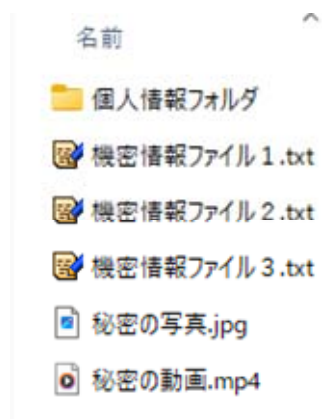 名前
個人情報フォルダ
機密情報ファイル1.txt
機密情報ファイル2.txt
機密情報ファイル3.txt
秘密の写真.jpg
秘密の動画.mp4